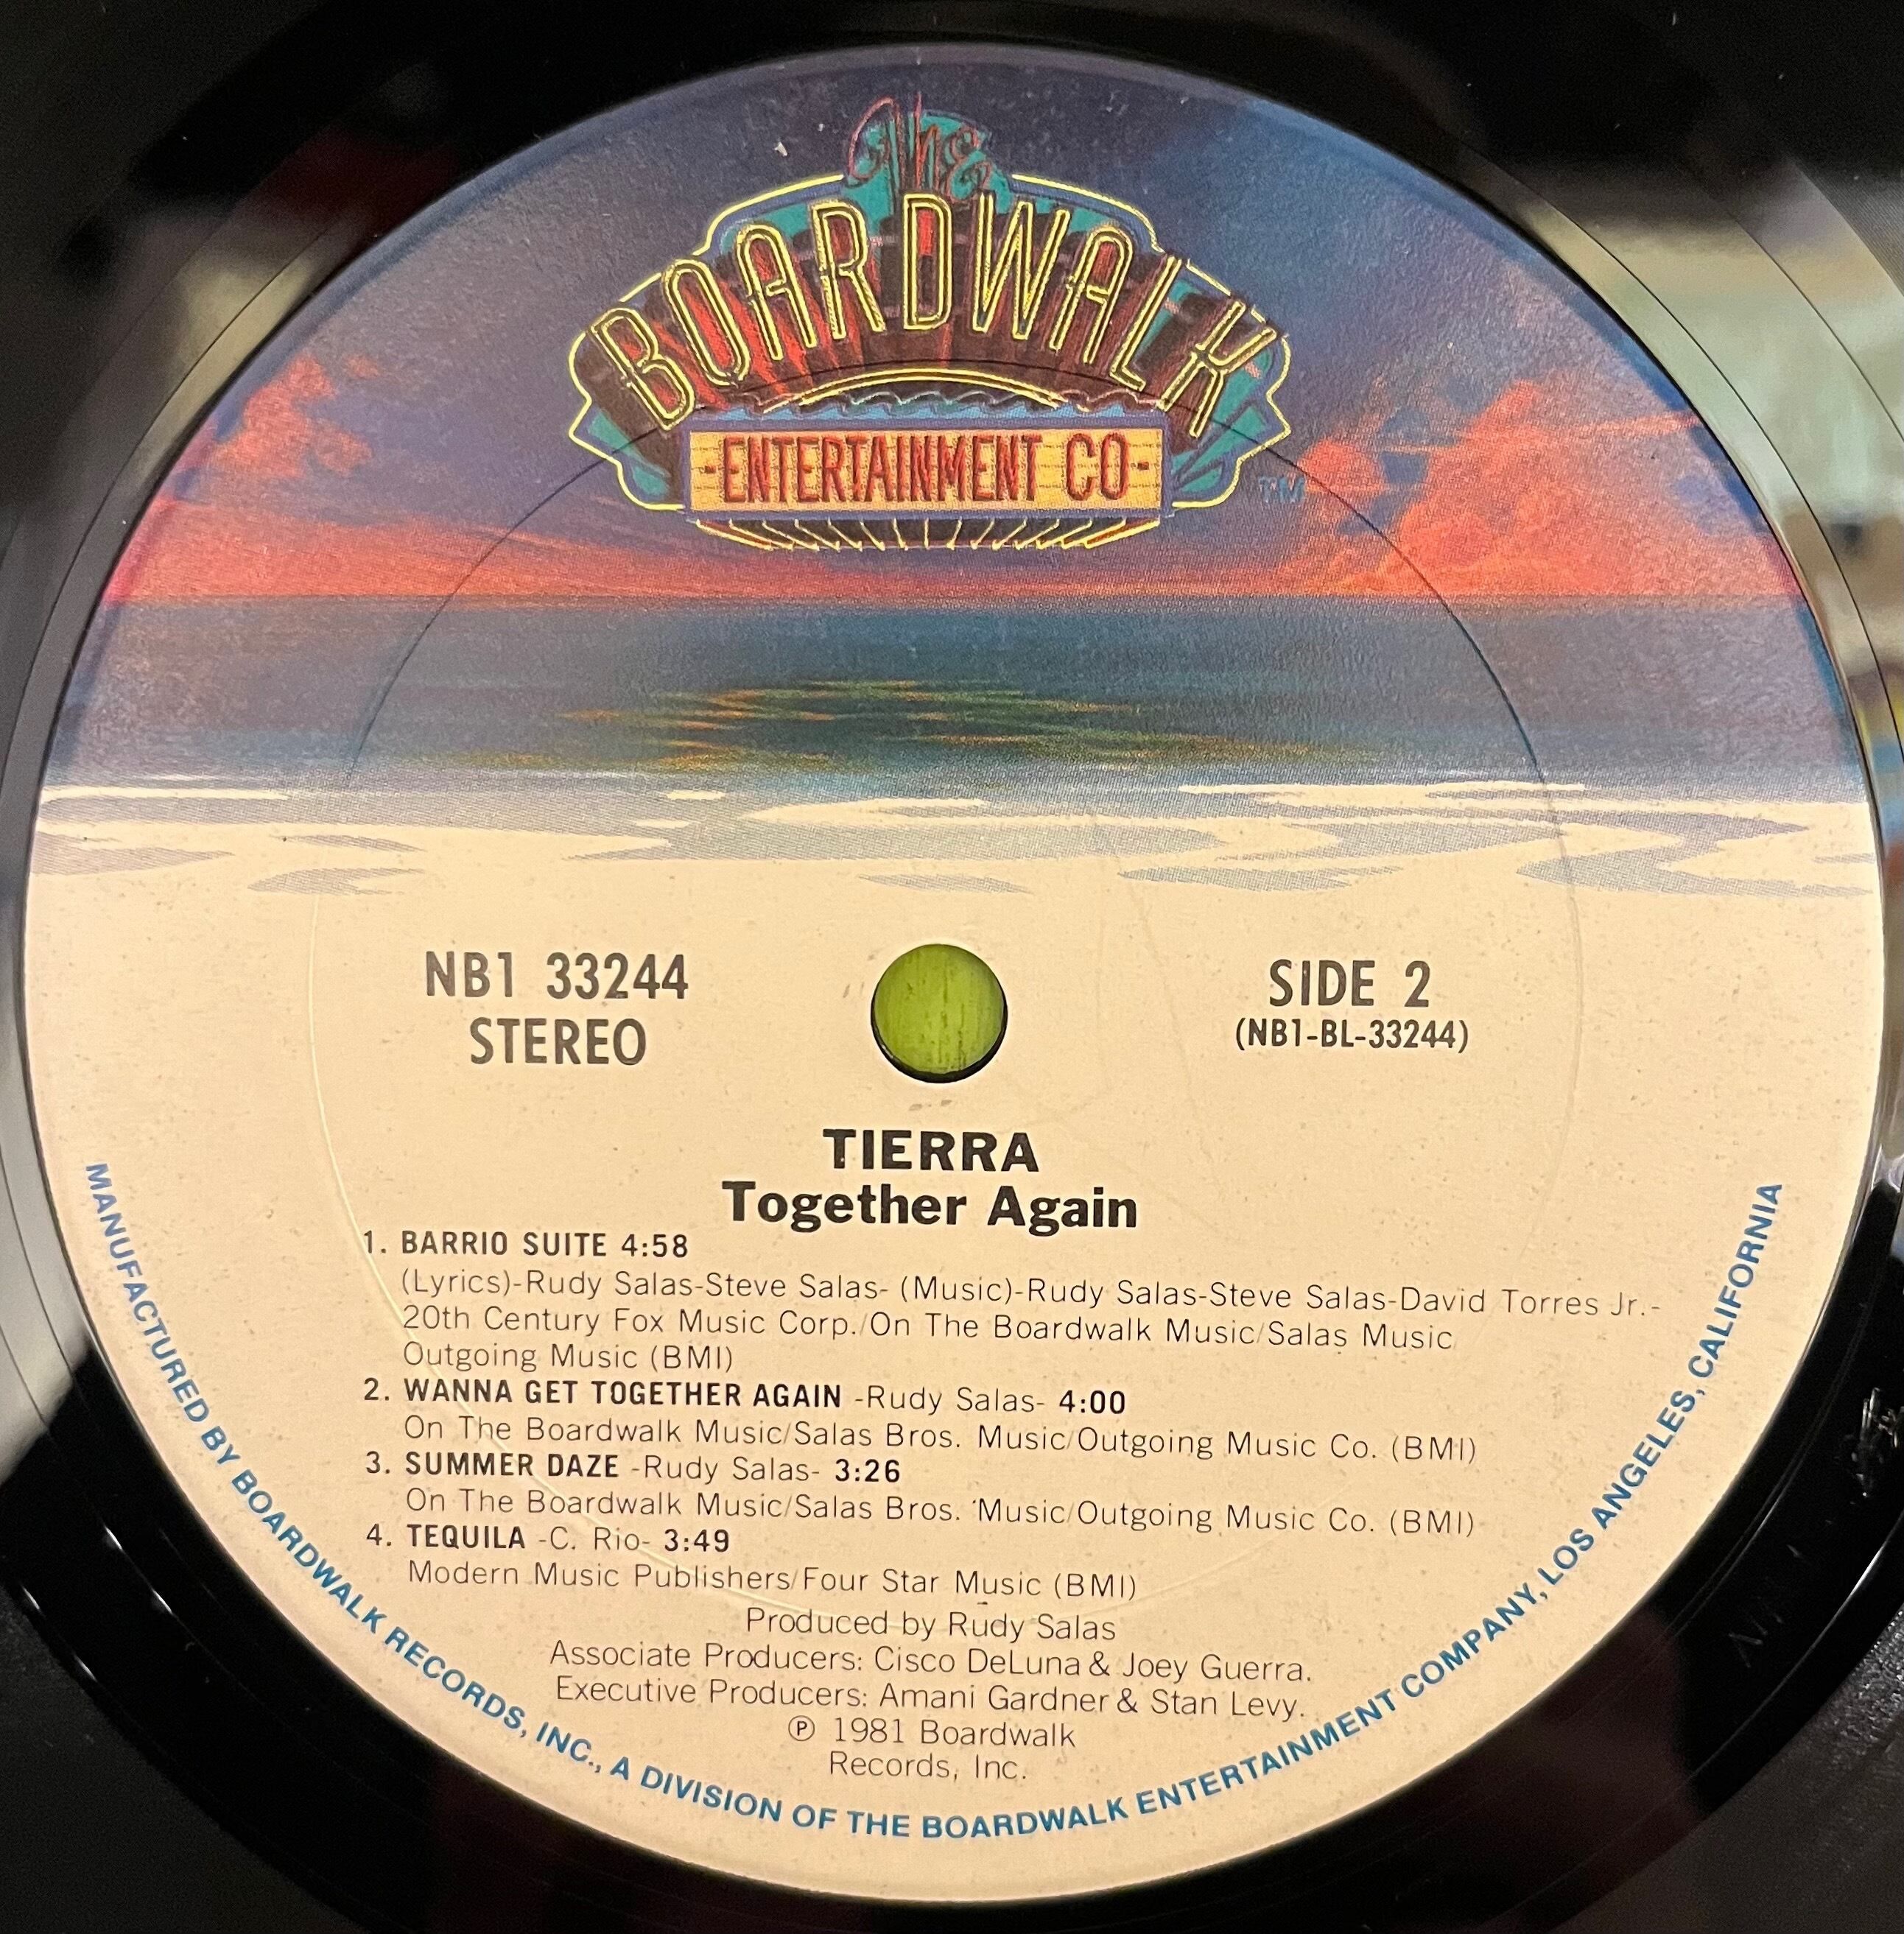 The
BOARDWALK
-ENTERTAINMENT CO-
TM
NB1 33244
STEREO
SIDE 2
(NB1-BL-33244)
TIERRA
Together Again
1. BARRIO SUITE 4:58
(Lyrics)-Rudy Salas-Steve Salas- (Music)-Rudy Salas-Steve Salas-David Torres Jr.-
20th Century Fox Music Corp./On The Boardwalk Music/Salas Music
Outgoing Music (BMI)
2. WANNA GET TOGETHER AGAIN -Rudy Salas- 4:00
On The Boardwalk Music/Salas Bros. Music/Outgoing Music Co. (BMI)
3. SUMMER DAZE -Rudy Salas- 3:26
On The Boardwalk Music/Salas Bros. Music/Outgoing Music Co. (BMI)
4. TEQUILA -C. Rio- 3:49
Modern Music Publishers/Four Star Music (BMI)
Produced by Rudy Salas
Associate Producers: Cisco DeLuna & Joey Guerra.
Executive Producers: Amani Gardner & Stan Levy.
℗ 1981 Boardwalk
Records, Inc.
MANUFACTURED BY BOARDWALK RECORDS, INC., A DIVISION OF THE BOARDWALK ENTERTAINMENT COMPANY, LOS ANGELES, CALIFORNIA